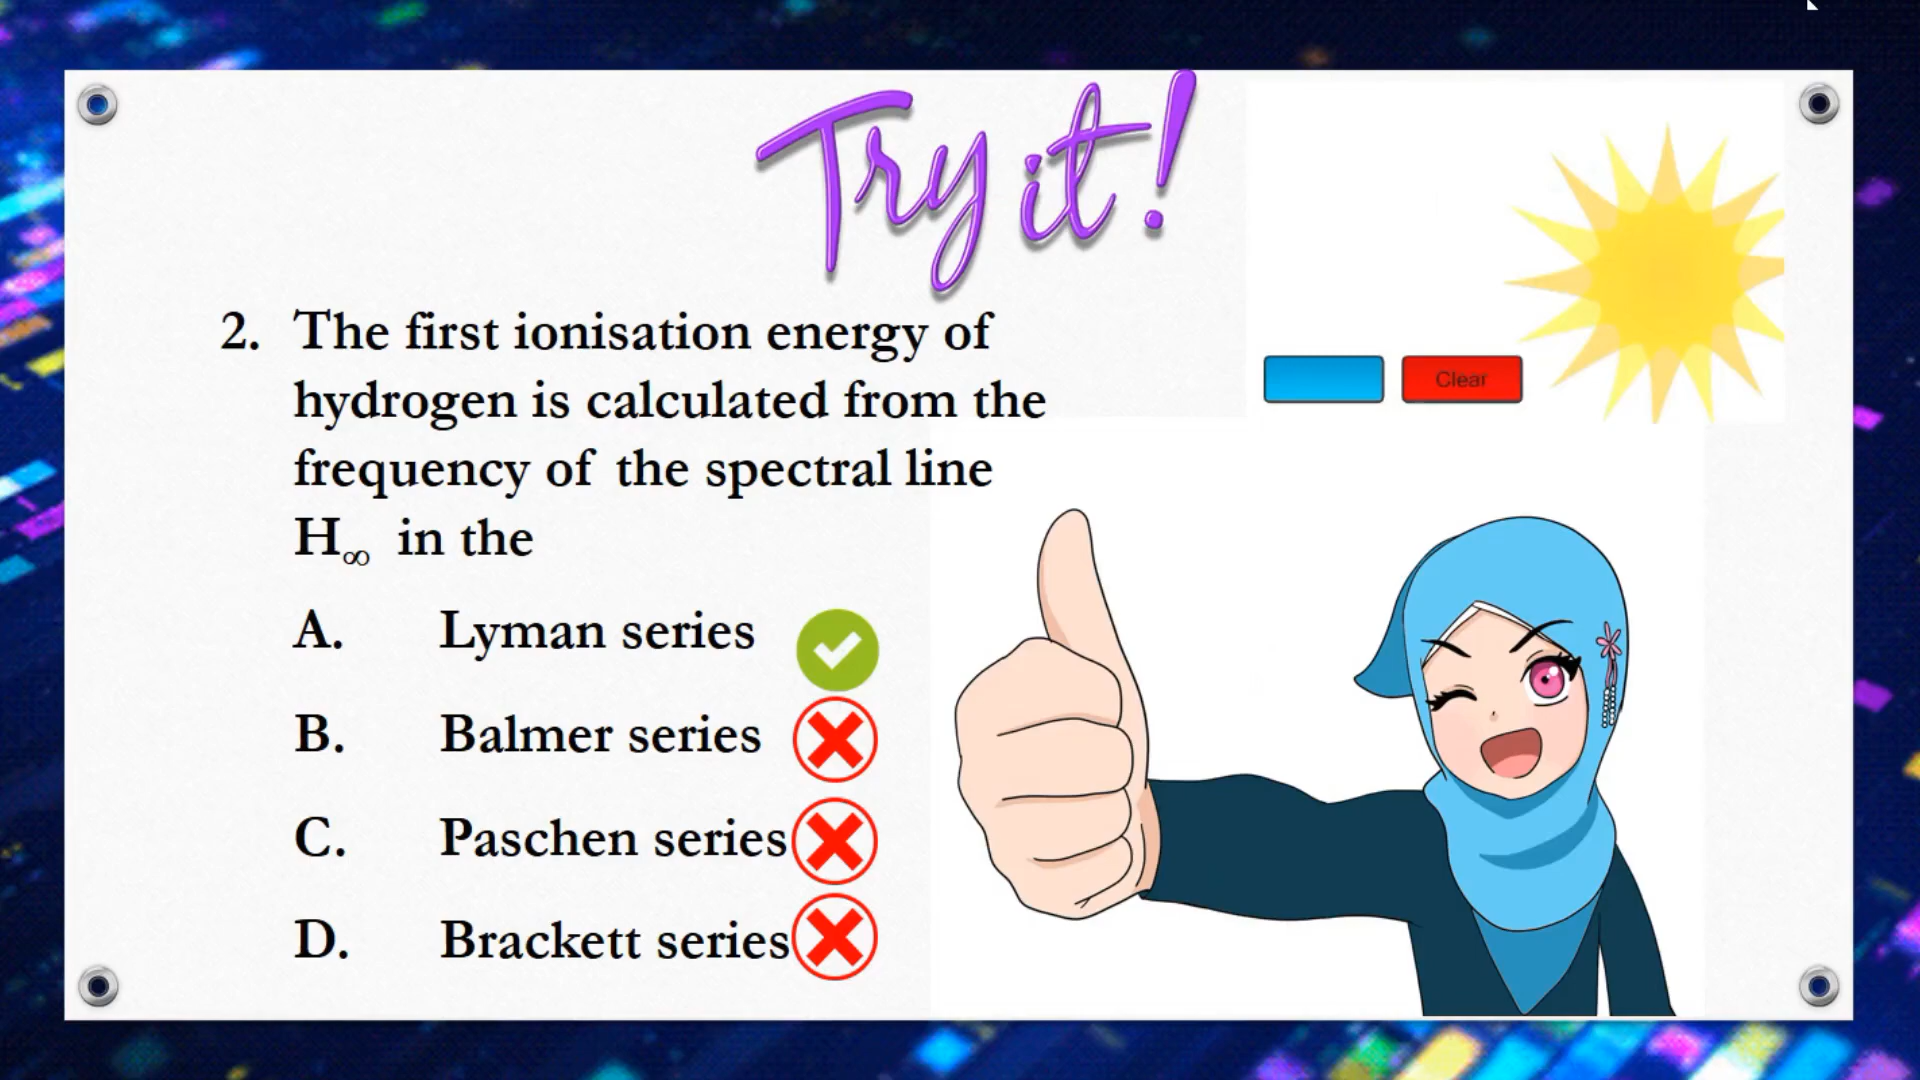 Try it!
2. The first ionisation energy of
hydrogen is calculated from the
frequency of the spectral line
H∞ in the
Clear
A. Lyman series
B. Balmer series
C. Paschen series
D. Brackett series